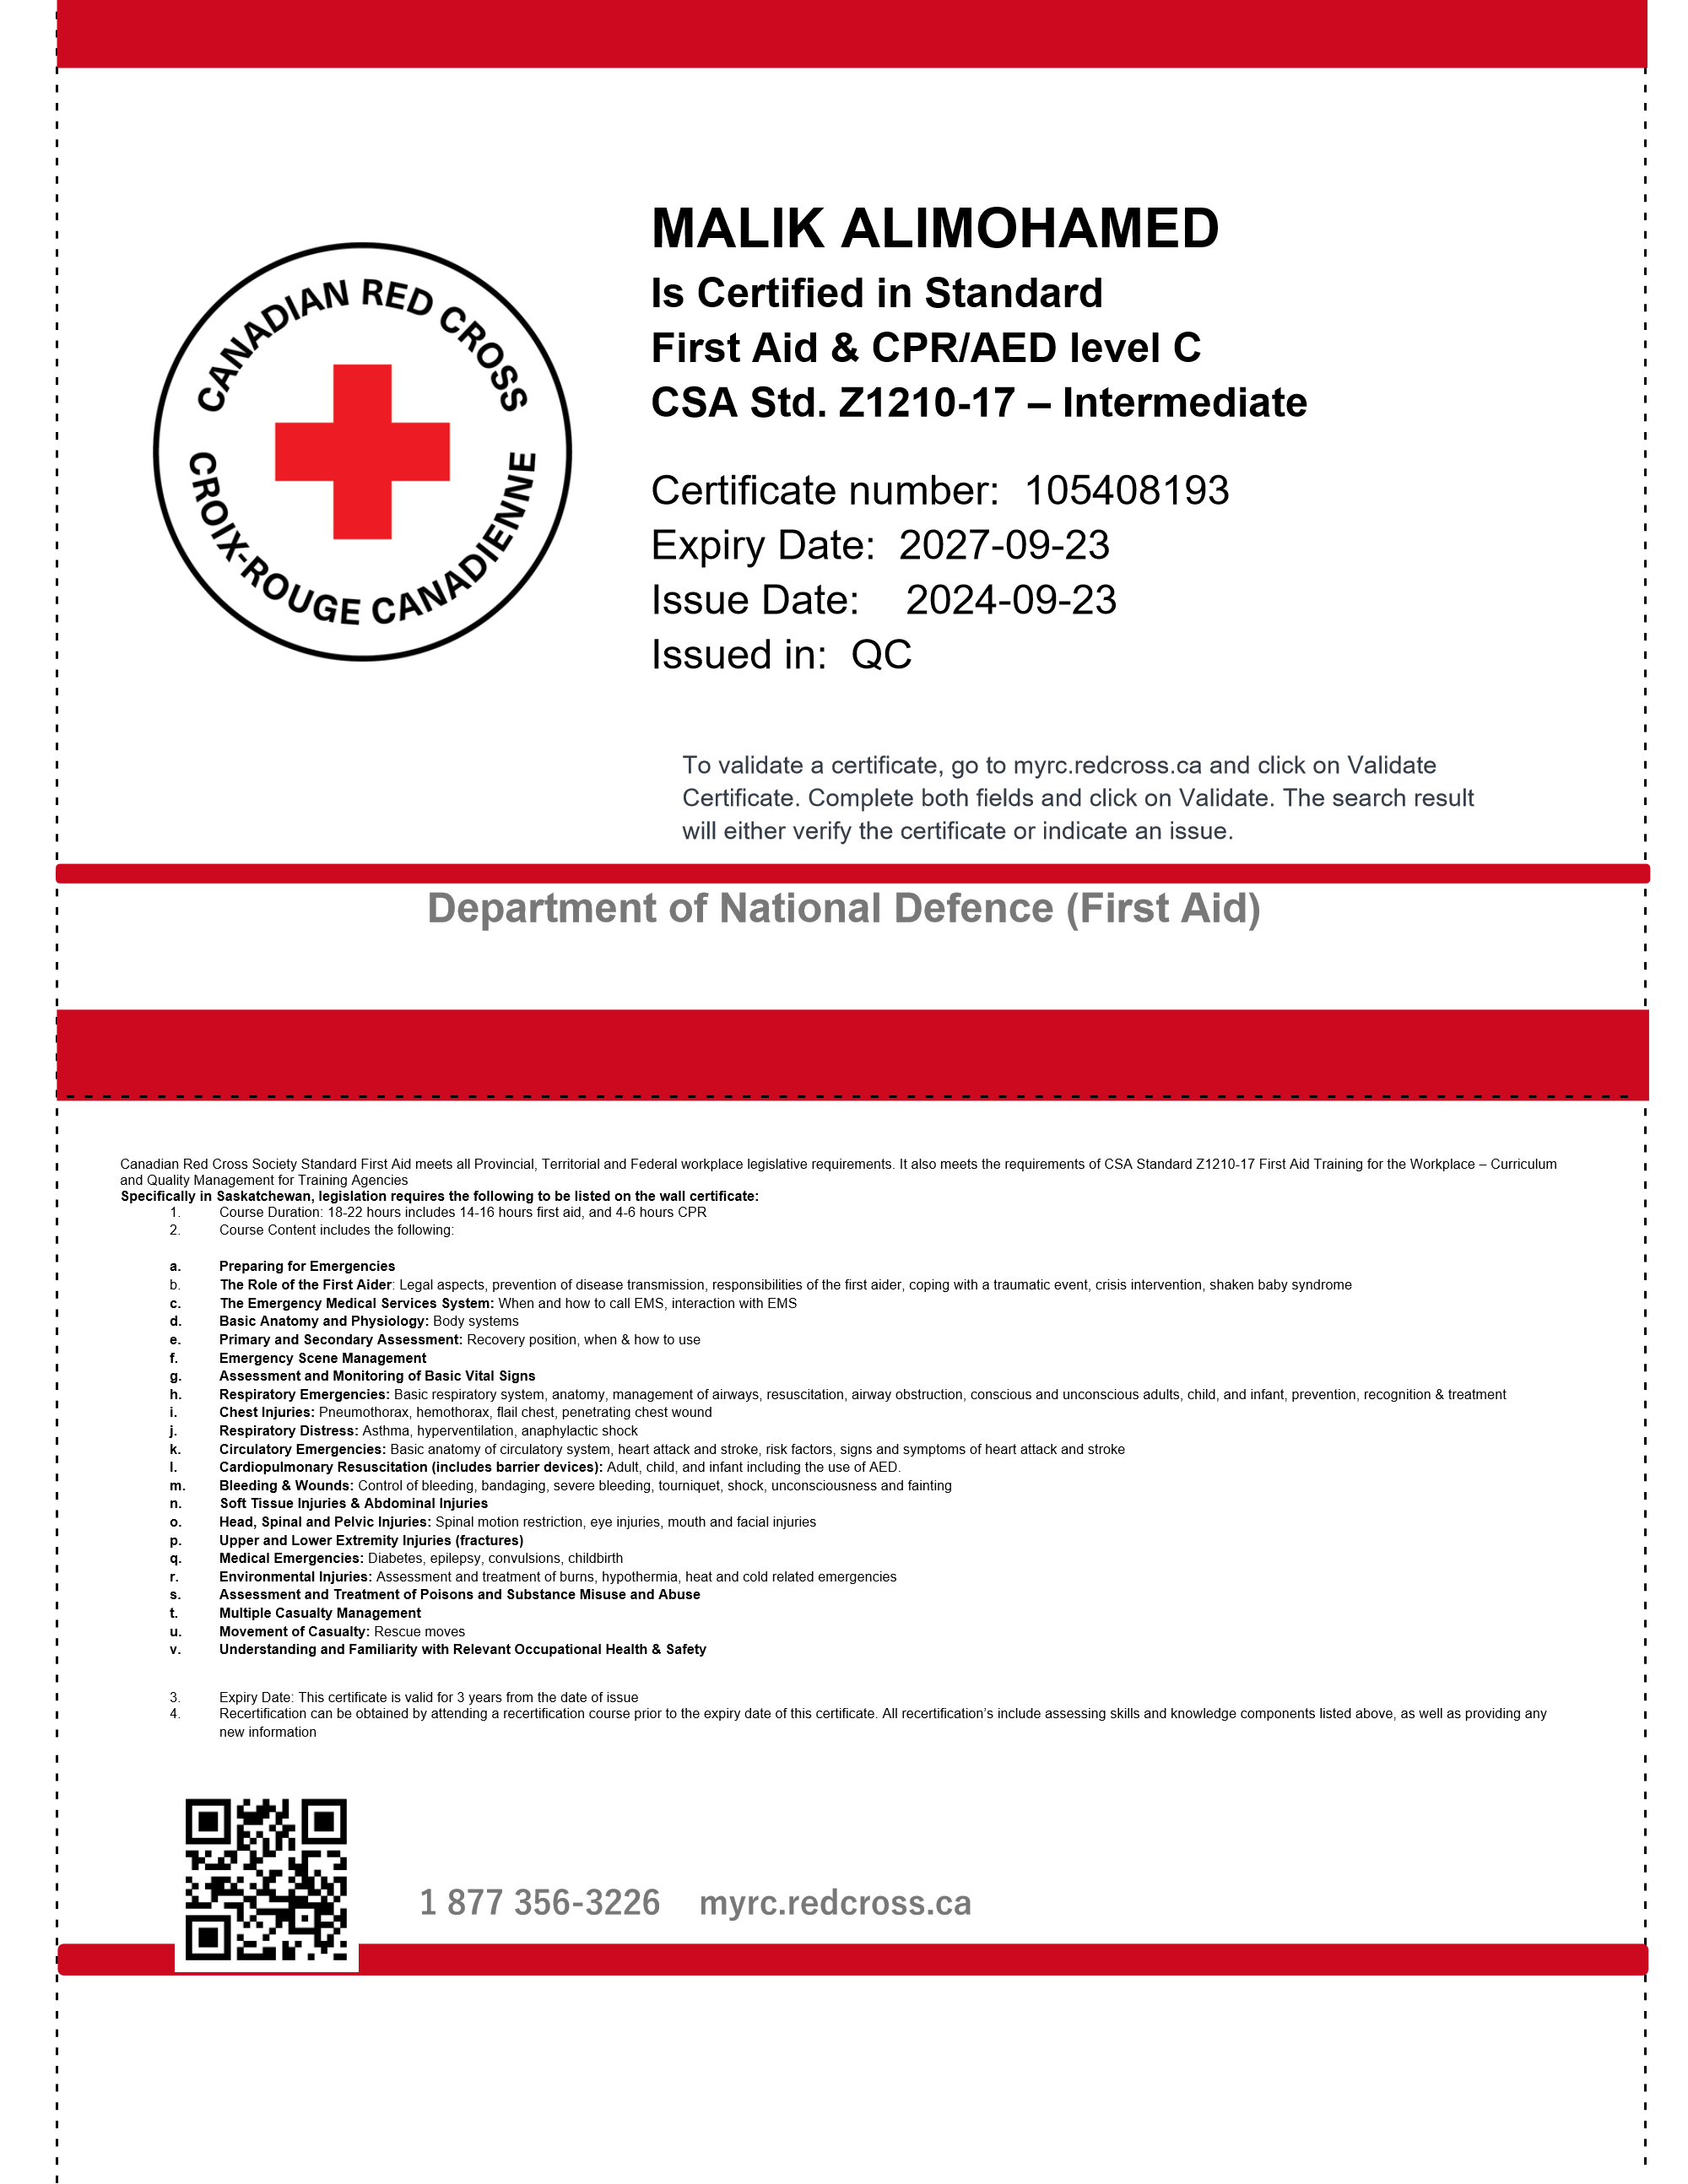 CANADIAN RED CROSS
CROIX-ROUGE CANADIENNE
MALIK ALIMOHAMED
Is Certified in Standard
First Aid & CPR/AED level C
CSA Std. Z1210-17 – Intermediate
Certificate number: 105408193
Expiry Date: 2027-09-23
Issue Date: 2024-09-23
Issued in: QC
To validate a certificate, go to myrc.redcross.ca and click on Validate
Certificate. Complete both fields and click on Validate. The search result
will either verify the certificate or indicate an issue.
Department of National Defence (First Aid)
Canadian Red Cross Society Standard First Aid meets all Provincial, Territorial and Federal workplace legislative requirements. It also meets the requirements of CSA Standard Z1210-17 First Aid Training for the Workplace – Curriculum
and Quality Management for Training Agencies
Specifically in Saskatchewan, legislation requires the following to be listed on the wall certificate:
1. Course Duration: 18-22 hours includes 14-16 hours first aid, and 4-6 hours CPR
2. Course Content includes the following:
a. Preparing for Emergencies
b. The Role of the First Aider: Legal aspects, prevention of disease transmission, responsibilities of the first aider, coping with a traumatic event, crisis intervention, shaken baby syndrome
c. The Emergency Medical Services System: When and how to call EMS, interaction with EMS
d. Basic Anatomy and Physiology: Body systems
e. Primary and Secondary Assessment: Recovery position, when & how to use
f. Emergency Scene Management
g. Assessment and Monitoring of Basic Vital Signs
h. Respiratory Emergencies: Basic respiratory system, anatomy, management of airways, resuscitation, airway obstruction, conscious and unconscious adults, child, and infant, prevention, recognition & treatment
i. Chest Injuries: Pneumothorax, hemothorax, flail chest, penetrating chest wound
j. Respiratory Distress: Asthma, hyperventilation, anaphylactic shock
k. Circulatory Emergencies: Basic anatomy of circulatory system, heart attack and stroke, risk factors, signs and symptoms of heart attack and stroke
l. Cardiopulmonary Resuscitation (includes barrier devices): Adult, child, and infant including the use of AED.
m. Bleeding & Wounds: Control of bleeding, bandaging, severe bleeding, tourniquet, shock, unconsciousness and fainting
n. Soft Tissue Injuries & Abdominal Injuries
o. Head, Spinal and Pelvic Injuries: Spinal motion restriction, eye injuries, mouth and facial injuries
p. Upper and Lower Extremity Injuries (fractures)
q. Medical Emergencies: Diabetes, epilepsy, convulsions, childbirth
r. Environmental Injuries: Assessment and treatment of burns, hypothermia, heat and cold related emergencies
s. Assessment and Treatment of Poisons and Substance Misuse and Abuse
t. Multiple Casualty Management
u. Movement of Casualty: Rescue moves
v. Understanding and Familiarity with Relevant Occupational Health & Safety
3. Expiry Date: This certificate is valid for 3 years from the date of issue
4. Recertification can be obtained by attending a recertification course prior to the expiry date of this certificate. All recertification’s include assessing skills and knowledge components listed above, as well as providing any
new information
1 877 356-3226 myrc.redcross.ca